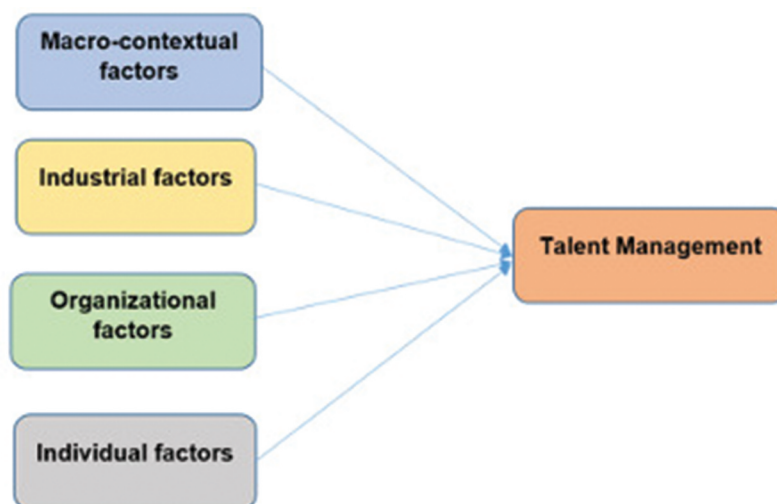 Macro-contextual
factors
Industrial factors
Organizational
factors
Individual factors
Talent Management